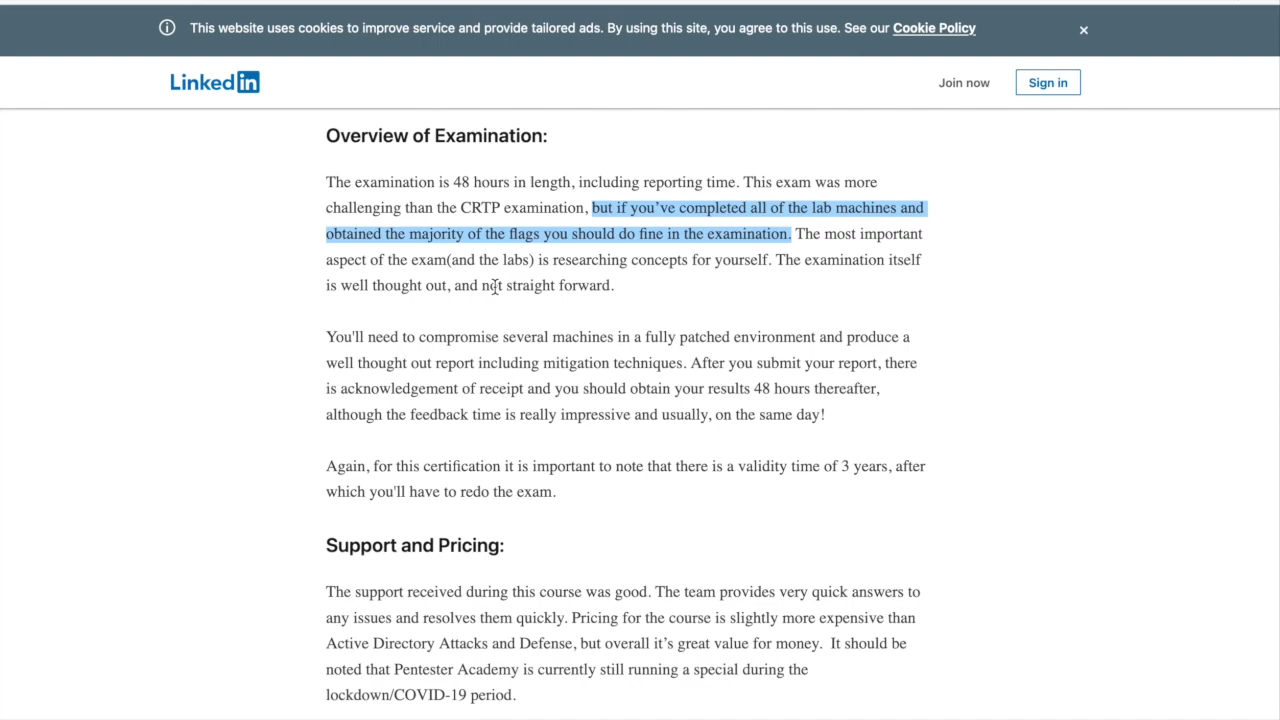 This website uses cookies to improve service and provide tailored ads. By using this site, you agree to this use. See our Cookie Policy
×
Linked in
Join now
Sign in
Overview of Examination:
The examination is 48 hours in length, including reporting time. This exam was more
challenging than the CRTP examination, but if you’ve completed all of the lab machines and
obtained the majority of the flags you should do fine in the examination. The most important
aspect of the exam(and the labs) is researching concepts for yourself. The examination itself
is well thought out, and not straight forward.
You'll need to compromise several machines in a fully patched environment and produce a
well thought out report including mitigation techniques. After you submit your report, there
is acknowledgement of receipt and you should obtain your results 48 hours thereafter,
although the feedback time is really impressive and usually, on the same day!
Again, for this certification it is important to note that there is a validity time of 3 years, after
which you'll have to redo the exam.
Support and Pricing:
The support received during this course was good. The team provides very quick answers to
any issues and resolves them quickly. Pricing for the course is slightly more expensive than
Active Directory Attacks and Defense, but overall it’s great value for money.  It should be
noted that Pentester Academy is currently still running a special during the
lockdown/COVID-19 period.